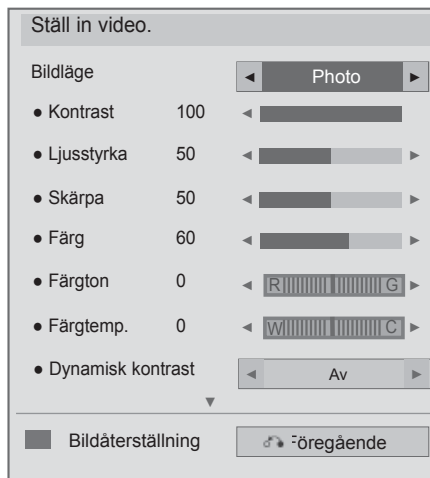 Ställ in video.
Bildläge ◄ Photo ►
● Kontrast 100 ◄
● Ljusstyrka 50 ◄ ►
● Skärpa 50 ◄ ►
● Färg 60 ◄ ►
● Färgton 0 ◄ R G ►
● Färgtemp. 0 ◄ W C ►
● Dynamisk kontrast ◄ Av ►
▼
Bildåterställning Föregående